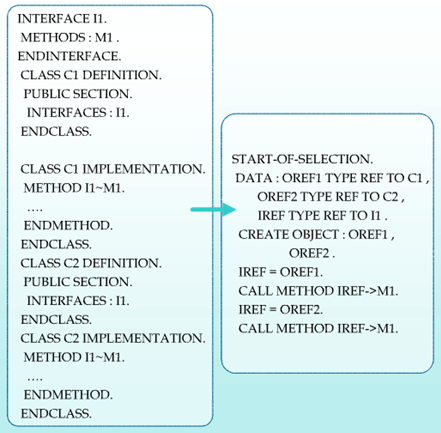 INTERFACE I1.
METHODS : M1 .
ENDINTERFACE.
CLASS C1 DEFINITION.
PUBLIC SECTION.
INTERFACES : I1.
ENDCLASS.
CLASS C1 IMPLEMENTATION.
METHOD I1~M1.
....
ENDMETHOD.
ENDCLASS.
CLASS C2 DEFINITION.
PUBLIC SECTION.
INTERFACES : I1.
ENDCLASS.
CLASS C2 IMPLEMENTATION.
METHOD I1~M1.
....
ENDMETHOD.
ENDCLASS.
START-OF-SELECTION.
DATA : OREF1 TYPE REF TO C1 ,
OREF2 TYPE REF TO C2 ,
IREF TYPE REF TO I1 .
CREATE OBJECT : OREF1 ,
OREF2 .
IREF = OREF1.
CALL METHOD IREF->M1.
IREF = OREF2.
CALL METHOD IREF->M1.